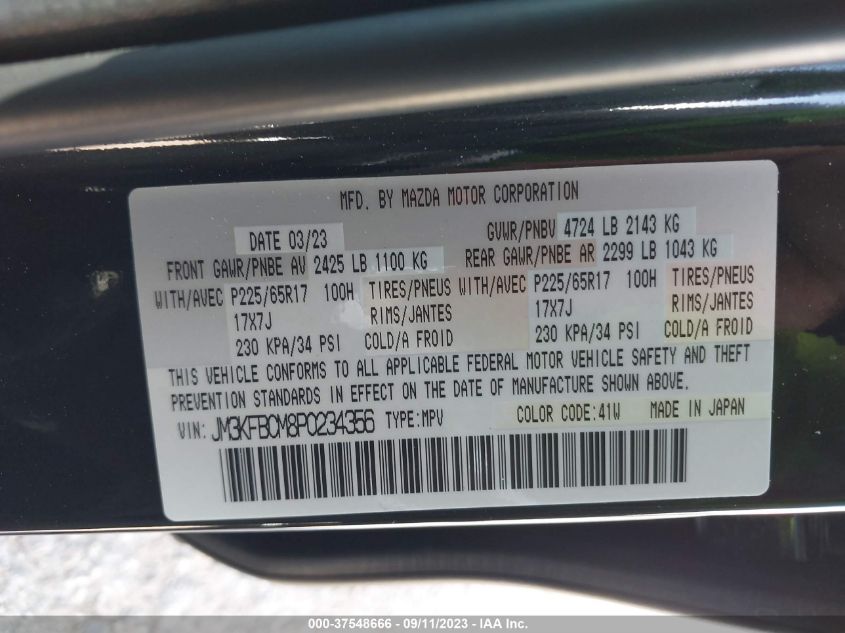 MFD. BY MAZDA MOTOR CORPORATION
DATE 03/23 GVWR/PNBV 4724 LB 2143 KG
FRONT GAWR/PNBE AV 2425 LB 1100 KG REAR GAWR/PNBE AR 2299 LB 1043 KG
WITH/AVEC P225/65R17 100H TIRES/PNEUS WITH/AVEC P225/65R17 100H TIRES/PNEUS
17X7J RIMS/JANTES 17X7J RIMS/JANTES
230 KPA/34 PSI COLD/A FROID 230 KPA/34 PSI COLD/A FROID
THIS VEHICLE CONFORMS TO ALL APPLICABLE FEDERAL MOTOR VEHICLE SAFETY AND THEFT
PREVENTION STANDARDS IN EFFECT ON THE DATE OF MANUFACTURE SHOWN ABOVE.
VIN: JM3KFBCM8P0234356 TYPE:MPV COLOR CODE:41W MADE IN JAPAN
000-37548666 - 09/11/2023 - IAA Inc.